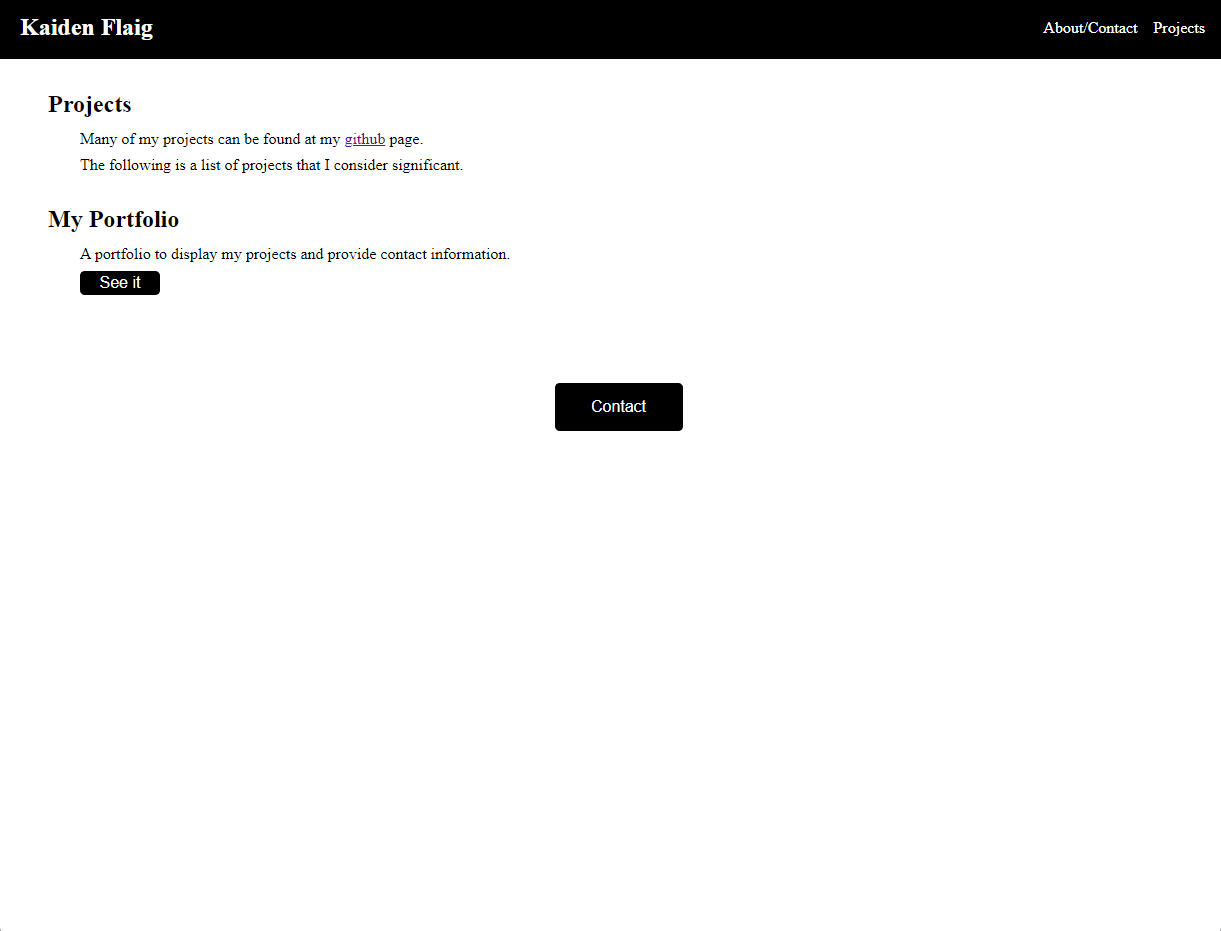 Kaiden Flaig
About/Contact Projects
Projects
Many of my projects can be found at my github page.
The following is a list of projects that I consider significant.
My Portfolio
A portfolio to display my projects and provide contact information.
See it
Contact